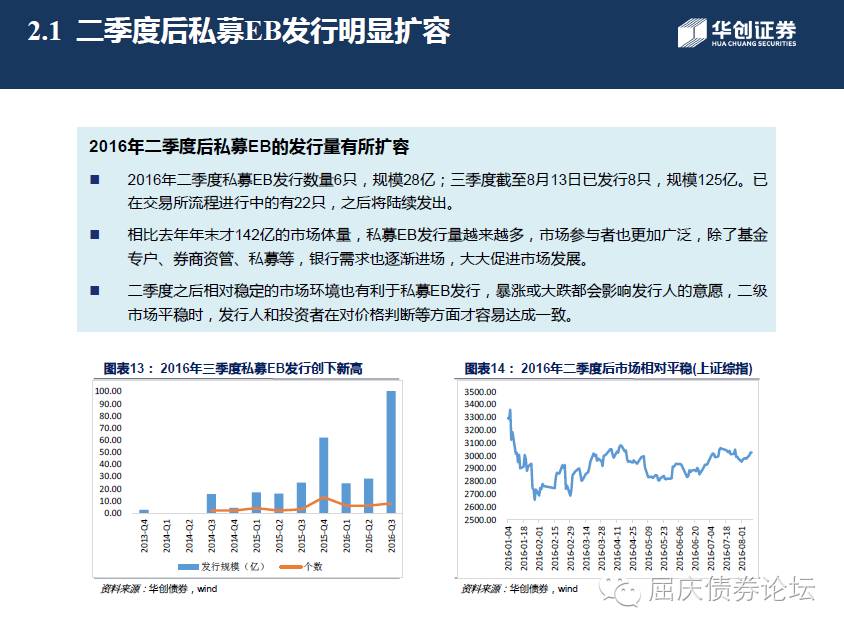 2.1 二季度后私募EB发行明显扩容
华创证券
HUA CHUANG SECURITIES
2016年二季度后私募EB的发行量有所扩容
■ 2016年二季度私募EB发行数量6只，规模28亿；三季度截至8月13日已发行8只，规模125亿。已
在交易所流程进行中的有22只，之后将陆续发出。
■ 相比去年年末才142亿的市场体量，私募EB发行量越来越多，市场参与者也更加广泛，除了基金
专户、券商资管、私募等，银行需求也逐渐进场，大大促进市场发展。
■ 二季度之后相对稳定的市场环境也有利于私募EB发行，暴涨或大跌都会影响发行人的意愿，二级
市场平稳时，发行人和投资者在对价格判断等方面才容易达成一致。
图表13： 2016年三季度私募EB发行创下新高
100.00
90.00
80.00
70.00
60.00
50.00
40.00
30.00
20.00
10.00
0.00
2013-Q4
2014-Q1
2014-Q2
2014-Q3
2014-Q4
2015-Q1
2015-Q2
2015-Q3
2015-Q4
2016-Q1
2016-Q2
2016-Q3
发行规模（亿） 个数
资料来源：华创债券，wind
图表14： 2016年二季度后市场相对平稳(上证综指)
3500.00
3400.00
3300.00
3200.00
3100.00
3000.00
2900.00
2800.00
2700.00
2600.00
2500.00
2016-01-04
2016-01-18
2016-02-01
2016-02-15
2016-02-29
2016-03-14
2016-03-28
2016-04-11
2016-04-25
2016-05-09
2016-05-23
2016-06-06
2016-06-20
2016-07-04
2016-07-18
2016-08-01
资料来源：华创债券，wind
屈庆债券论坛